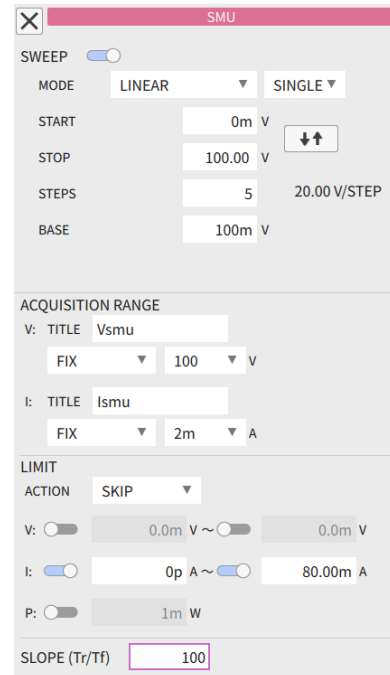 SMU
SWEEP
MODE LINEAR SINGLE
START 0m V
STOP 100.00 V
STEPS 5 20.00 V/STEP
BASE 100m V
ACQUISITION RANGE
V: TITLE Vsmu
FIX 100 V
I: TITLE Ismu
FIX 2m A
LIMIT
ACTION SKIP
V: 0.0m V ~ 0.0m V
I: 0p A ~ 80.00m A
P: 1m W
SLOPE (Tr/Tf) 100